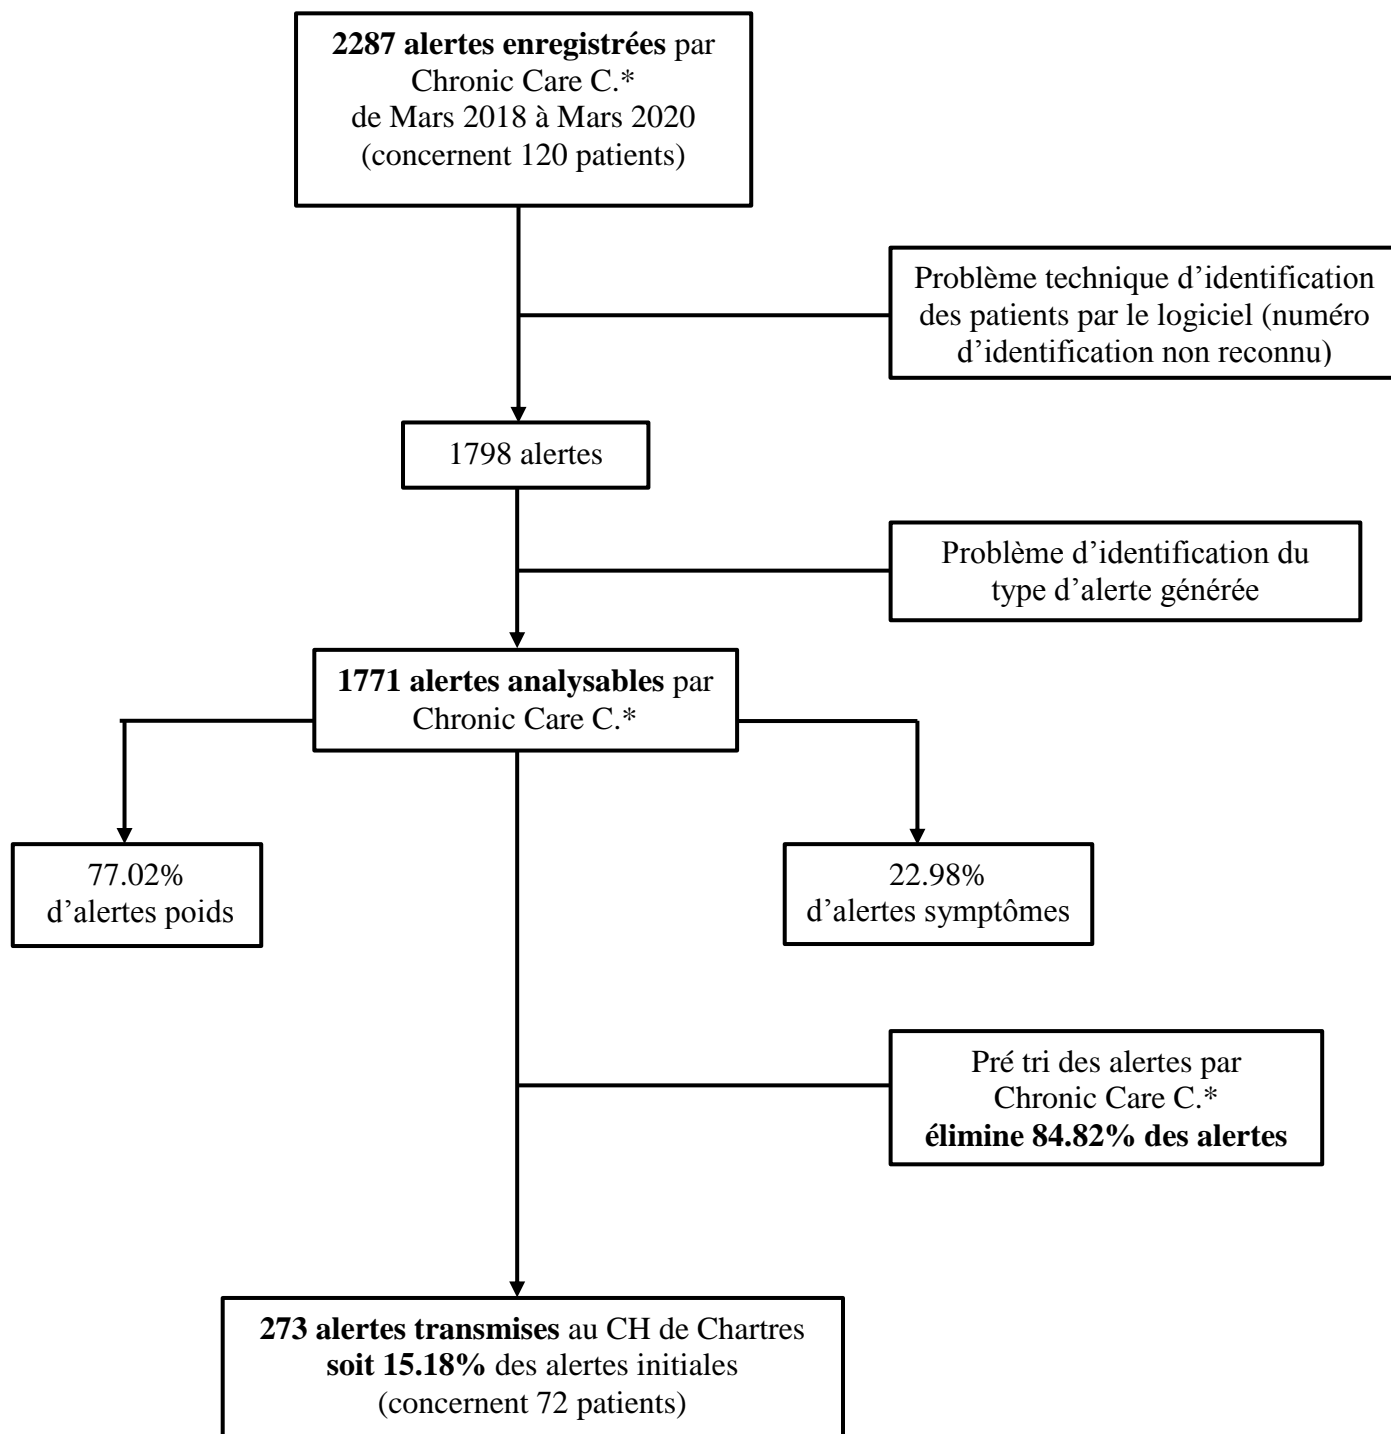 2287 alertes enregistrées par
Chronic Care C.*
de Mars 2018 à Mars 2020
(concernent 120 patients)
Problème technique d’identification
des patients par le logiciel (numéro
d’identification non reconnu)
1798 alertes
Problème d’identification du
type d’alerte générée
1771 alertes analysables par
Chronic Care C.*
77.02%
d’alertes poids
22.98%
d’alertes symptômes
Pré tri des alertes par
Chronic Care C.*
élimine 84.82% des alertes
273 alertes transmises au CH de Chartres
soit 15.18% des alertes initiales
(concernent 72 patients)